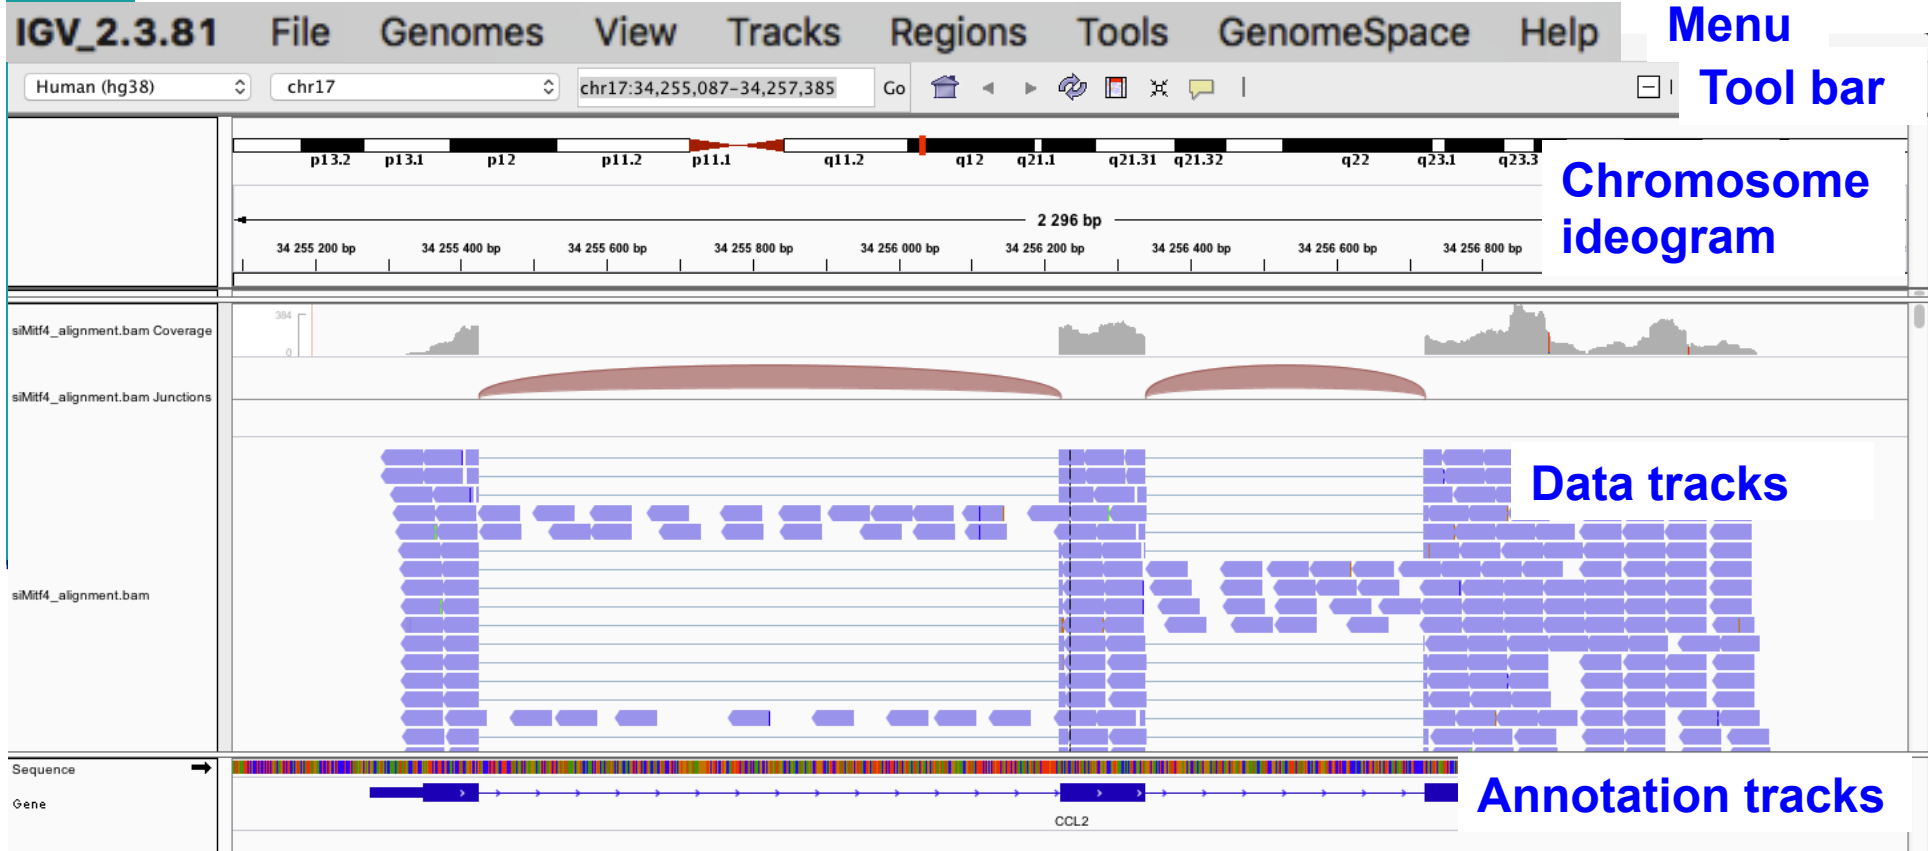 IGV_2.3.81 File Genomes View Tracks Regions Tools GenomeSpace Help
Menu
Human (hg38) chr17 chr17:34,255,087-34,257,385 Go
Tool bar
p13.2 p13.1 p12 p11.2 p11.1 q11.2 q12 q21.1 q21.31 q21.32 q22 q23.1 q23.3
Chromosome
ideogram
2 296 bp
34 255 200 bp 34 255 400 bp 34 255 600 bp 34 255 800 bp 34 256 000 bp 34 256 200 bp 34 256 400 bp 34 256 600 bp 34 256 800 bp
384
0
siMitf4_alignment.bam Coverage
siMitf4_alignment.bam Junctions
Data tracks
siMitf4_alignment.bam
Sequence
Gene
CCL2
Annotation tracks